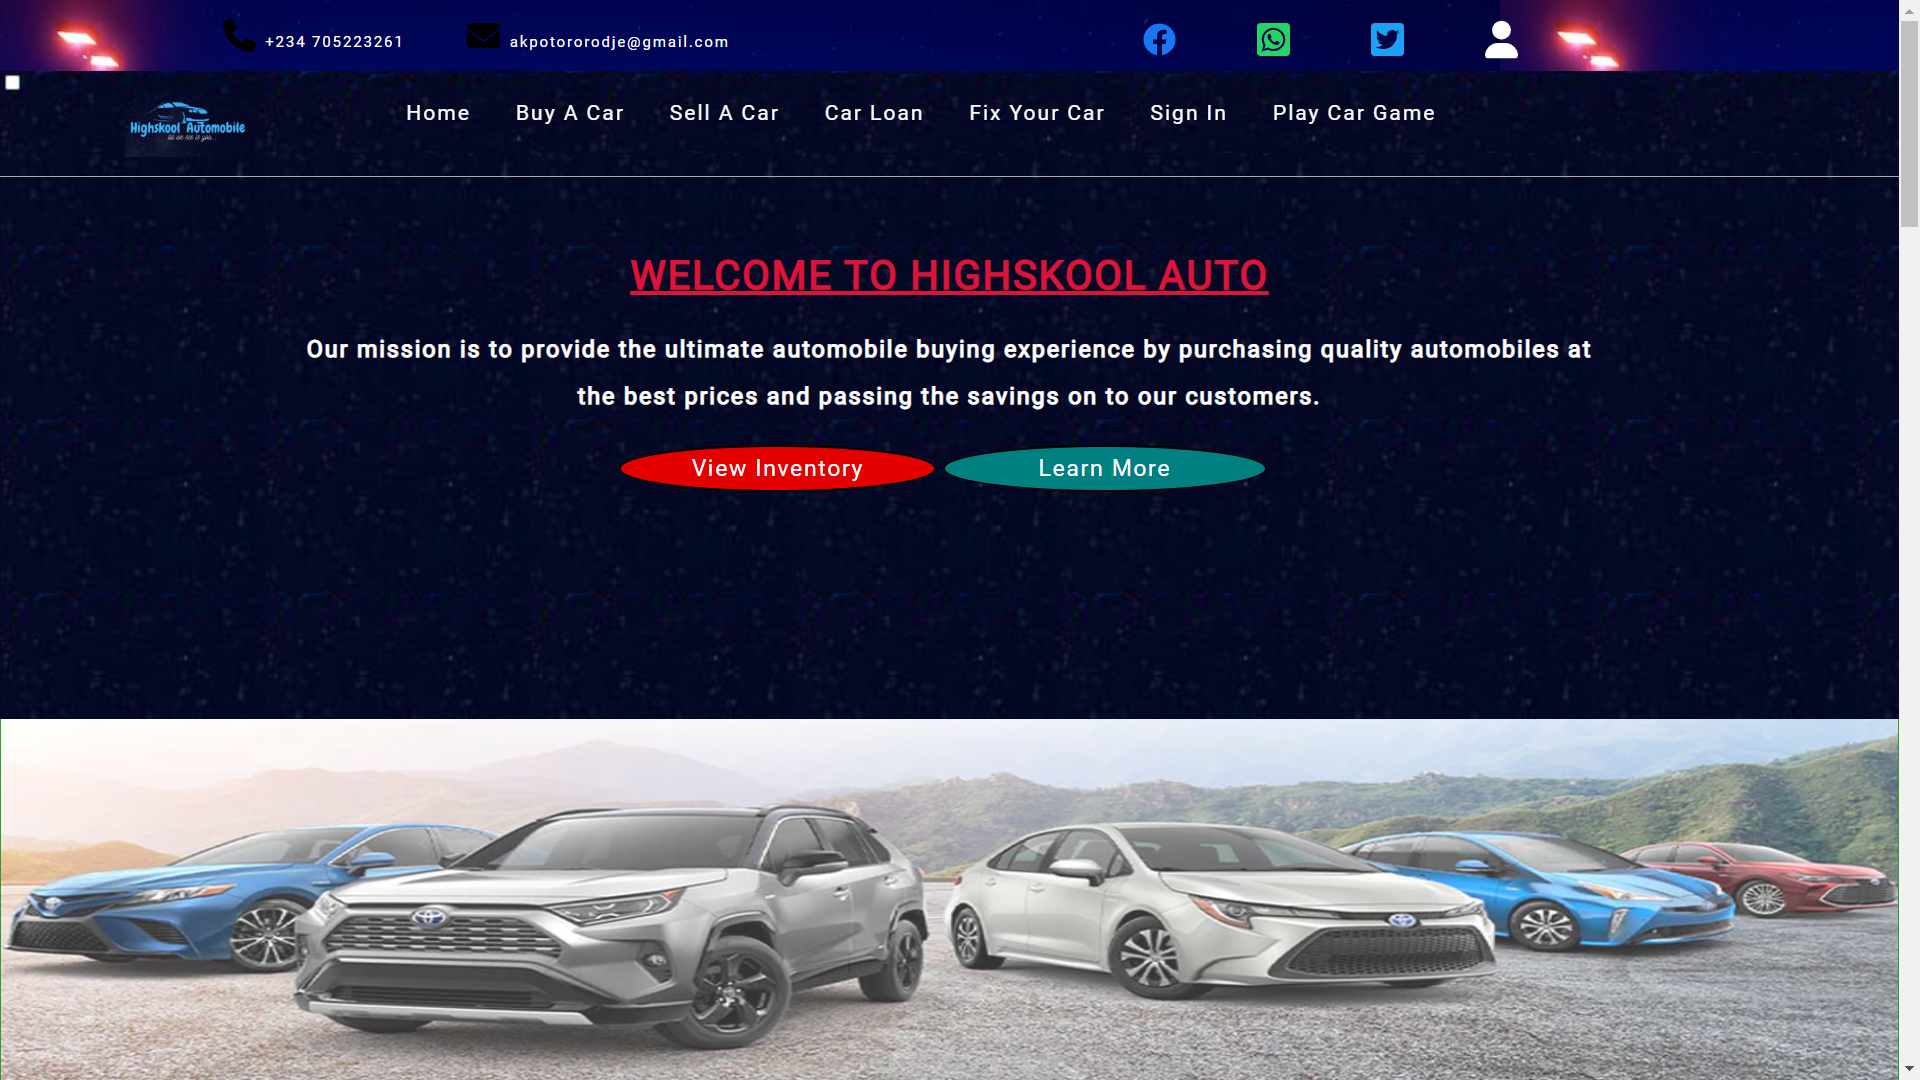 +234 705223261
akpotororodje@gmail.com
Highskool Automobile
Home
Buy A Car
Sell A Car
Car Loan
Fix Your Car
Sign In
Play Car Game
WELCOME TO HIGHSKOOL AUTO
Our mission is to provide the ultimate automobile buying experience by purchasing quality automobiles at
the best prices and passing the savings on to our customers.
View Inventory
Learn More